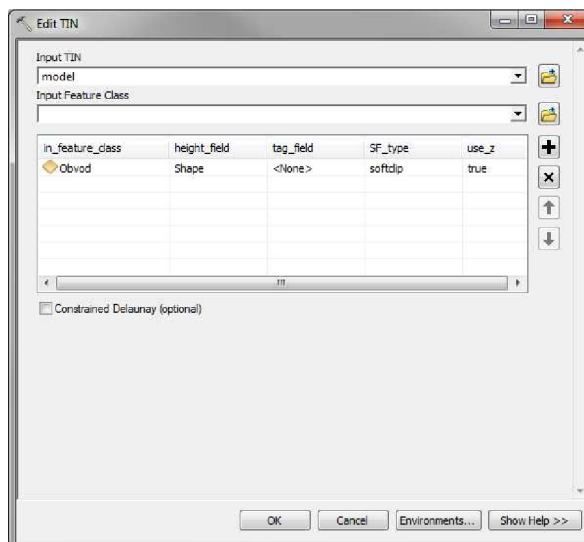 Edit TIN
Input TIN
model
Input Feature Class
in_feature_class height_field tag_field SF_type use_z
Obvod Shape <None> softclip true
Constrained Delaunay (optional)
OK Cancel Environments... Show Help >>